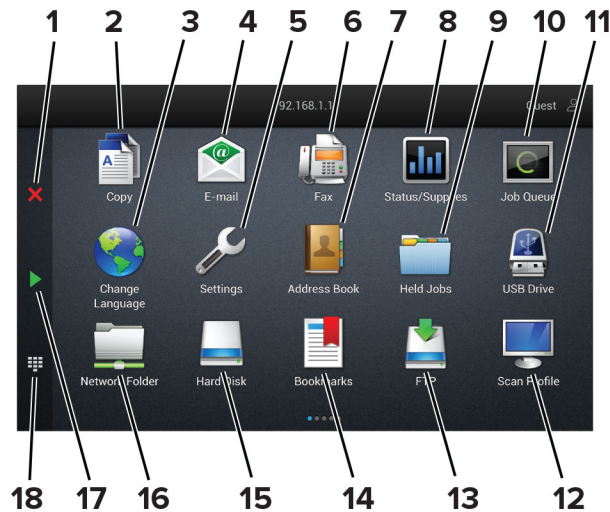 1 2 3 4 5 6 7 8 9 10 11
92.168.1.1
Guest
Copy E-mail Fax Status/Supplies Job Queue
Change Language Settings Address Book Held Jobs USB Drive
Network Folder Hard Disk Bookmarks FTP Scan Profile
18 17 16 15 14 13 12